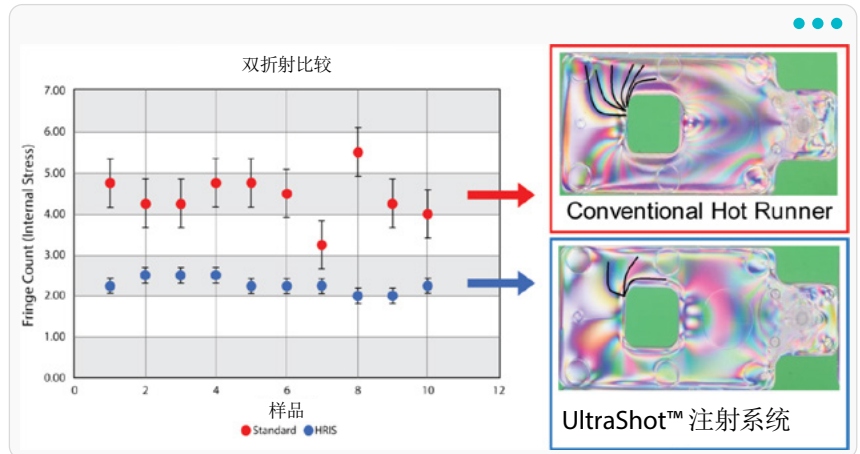 双折射比较
Fringe Count (Internal Stress)
7.00
6.00
5.00
4.00
3.00
2.00
1.00
0.00
0 2 4 6 8 10 12
样品
Standard HRIS
Conventional Hot Runner
UltraShot™ 注射系统